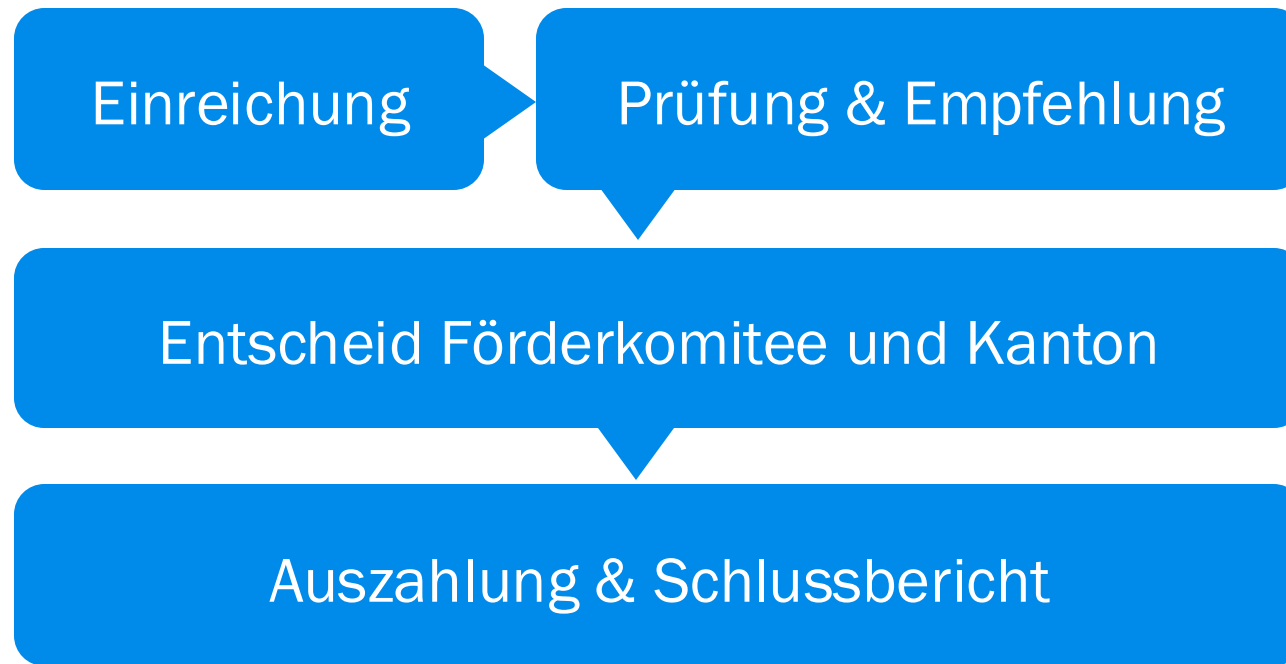 Einreichung
Prüfung & Empfehlung
Entscheid Förderkomitee und Kanton
Auszahlung & Schlussbericht